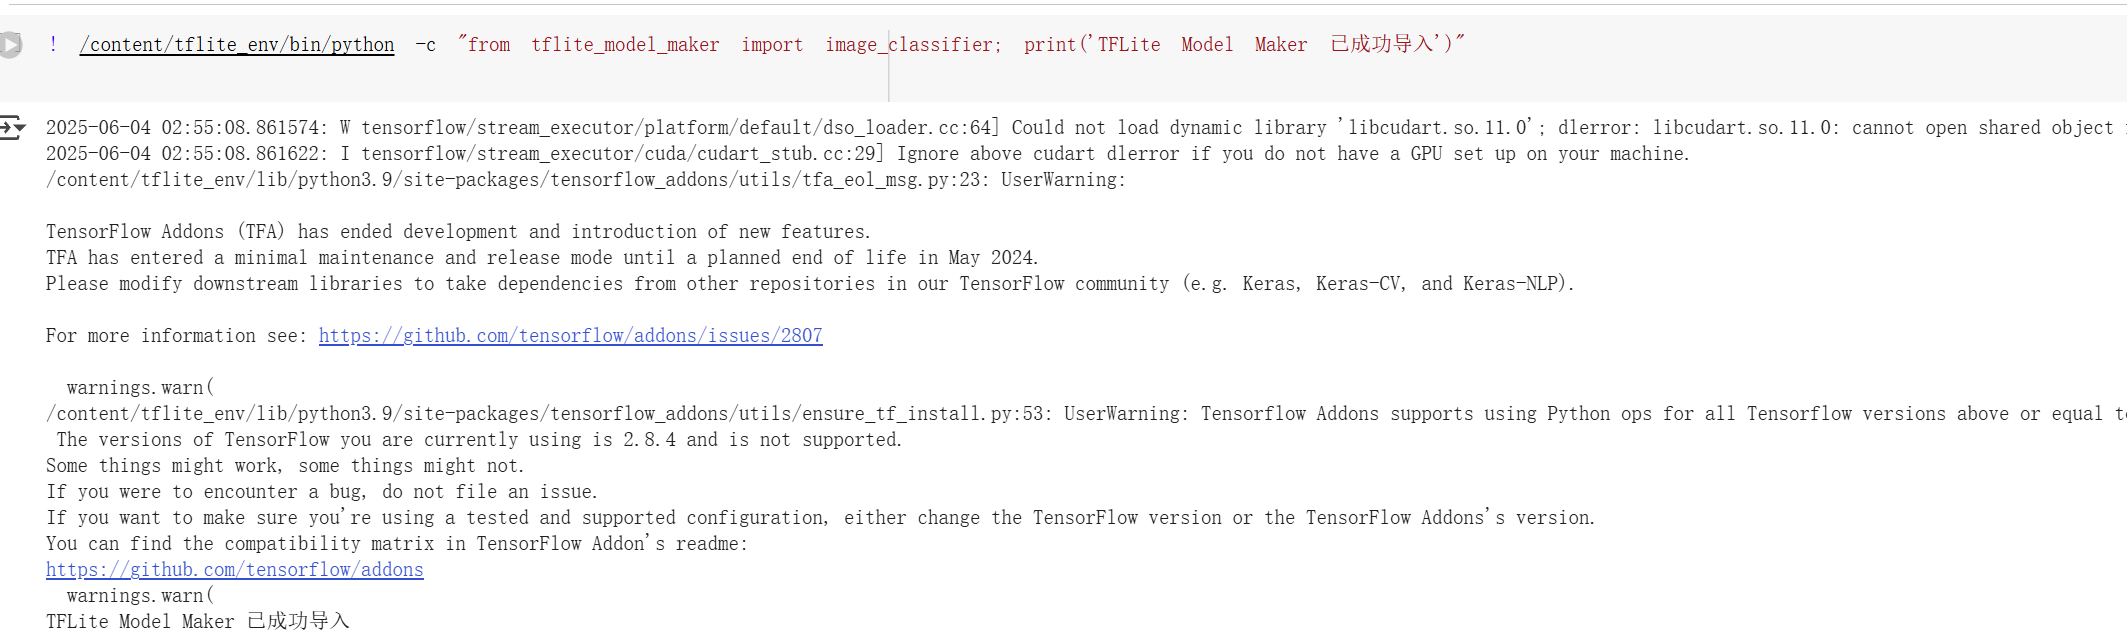 ! /content/tflite_env/bin/python -c "from tflite_model_maker import image_classifier; print('TFLite Model Maker 已成功导入')"
2025-06-04 02:55:08.861574: W tensorflow/stream_executor/platform/default/dso_loader.cc:64] Could not load dynamic library 'libcudart.so.11.0'; dlerror: libcudart.so.11.0: cannot open shared object
2025-06-04 02:55:08.861622: I tensorflow/stream_executor/cuda/cudart_stub.cc:29] Ignore above cudart dlerror if you do not have a GPU set up on your machine.
/content/tflite_env/lib/python3.9/site-packages/tensorflow_addons/utils/tfa_eol_msg.py:23: UserWarning:
TensorFlow Addons (TFA) has ended development and introduction of new features.
TFA has entered a minimal maintenance and release mode until a planned end of life in May 2024.
Please modify downstream libraries to take dependencies from other repositories in our TensorFlow community (e.g. Keras, Keras-CV, and Keras-NLP).
For more information see: https://github.com/tensorflow/addons/issues/2807
warnings.warn(
/content/tflite_env/lib/python3.9/site-packages/tensorflow_addons/utils/ensure_tf_install.py:53: UserWarning: Tensorflow Addons supports using Python ops for all Tensorflow versions above or equal
The versions of TensorFlow you are currently using is 2.8.4 and is not supported.
Some things might work, some things might not.
If you were to encounter a bug, do not file an issue.
If you want to make sure you're using a tested and supported configuration, either change the TensorFlow version or the TensorFlow Addons's version.
You can find the compatibility matrix in TensorFlow Addon's readme:
https://github.com/tensorflow/addons
warnings.warn(
TFLite Model Maker 已成功导入